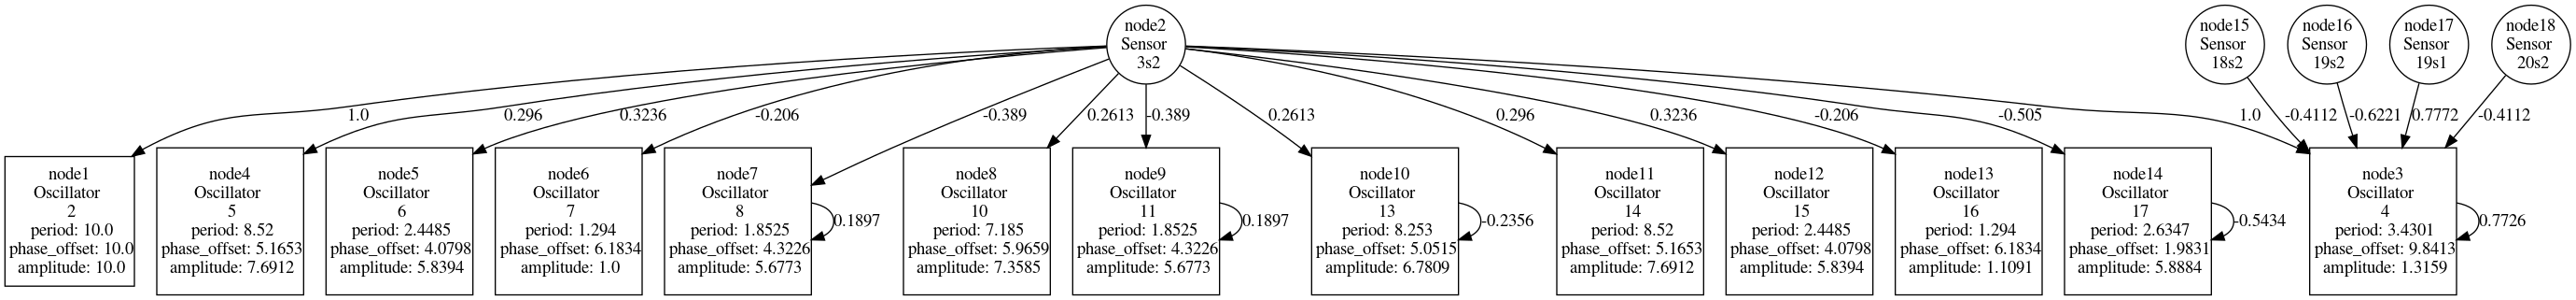 node2
Sensor
3s2
node15
Sensor
18s2
node16
Sensor
19s2
node17
Sensor
19s1
node18
Sensor
20s2
1.0
0.296
0.3236
-0.206
-0.389
0.2613
-0.389
0.2613
0.296
0.3236
-0.206
-0.505
1.0
-0.4112
-0.6221
0.7772
-0.4112
node1
Oscillator
2
period: 10.0
phase_offset: 10.0
amplitude: 10.0
node4
Oscillator
5
period: 8.52
phase_offset: 5.1653
amplitude: 7.6912
node5
Oscillator
6
period: 2.4485
phase_offset: 4.0798
amplitude: 5.8394
node6
Oscillator
7
period: 1.294
phase_offset: 6.1834
amplitude: 1.0
node7
Oscillator
8
period: 1.8525
phase_offset: 4.3226
amplitude: 5.6773
0.1897
node8
Oscillator
10
period: 7.185
phase_offset: 5.9659
amplitude: 7.3585
node9
Oscillator
11
period: 1.8525
phase_offset: 4.3226
amplitude: 5.6773
0.1897
node10
Oscillator
13
period: 8.253
phase_offset: 5.0515
amplitude: 6.7809
-0.2356
node11
Oscillator
14
period: 8.52
phase_offset: 5.1653
amplitude: 7.6912
node12
Oscillator
15
period: 2.4485
phase_offset: 4.0798
amplitude: 5.8394
node13
Oscillator
16
period: 1.294
phase_offset: 6.1834
amplitude: 1.1091
node14
Oscillator
17
period: 2.6347
phase_offset: 1.9831
amplitude: 5.8884
-0.5434
node3
Oscillator
4
period: 3.4301
phase_offset: 9.8413
amplitude: 1.3159
0.7726